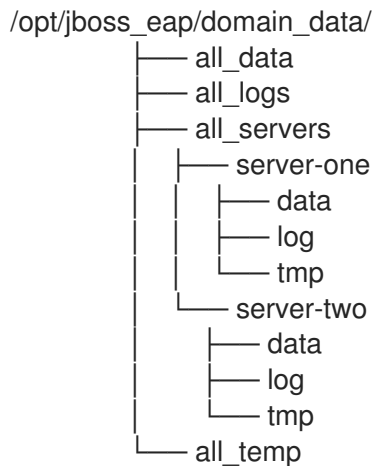 /opt/jboss_eap/domain_data/
├── all_data
├── all_logs
├── all_servers
│   ├── server-one
│   │   ├── data
│   │   ├── log
│   │   └── tmp
│   └── server-two
│       ├── data
│       ├── log
│       └── tmp
└── all_temp